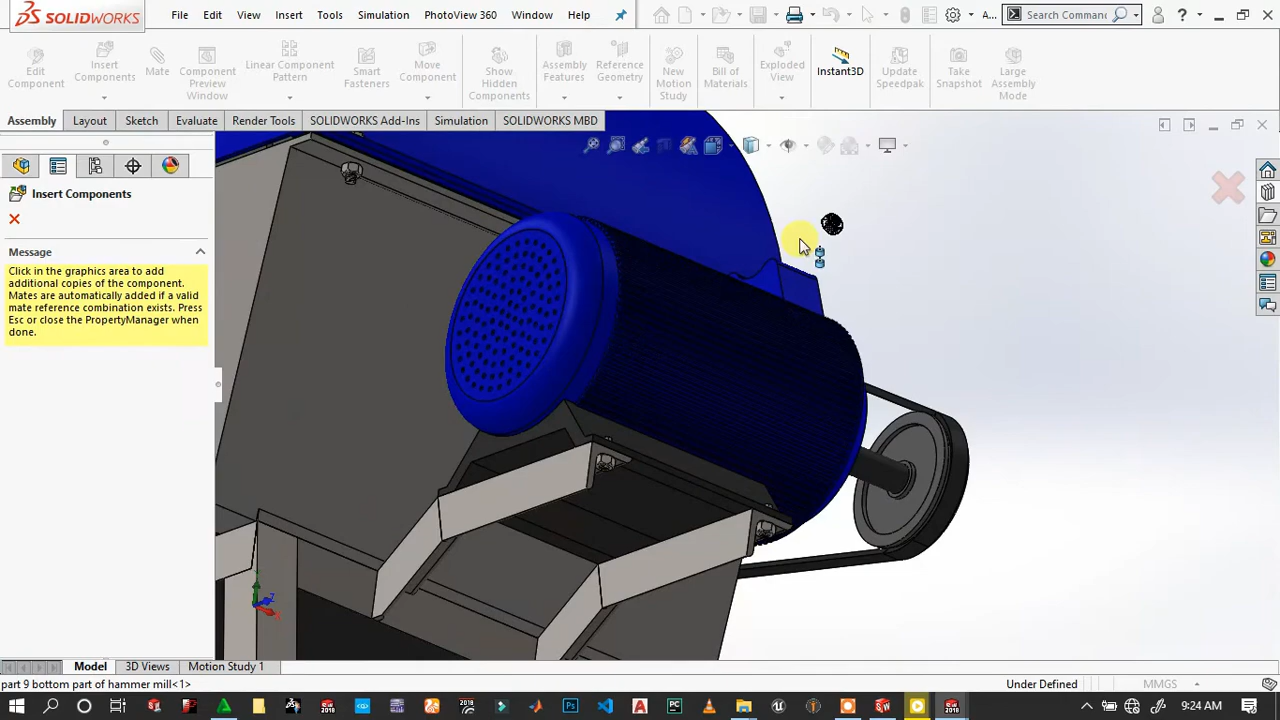 SOLIDWORKS
File Edit View Insert Tools Simulation PhotoView 360 Window Help
A...
Search Comman
Edit Component
Insert Components
Mate
Component Preview Window
Linear Component Pattern
Smart Fasteners
Move Component
Show Hidden Components
Assembly Features
Reference Geometry
New Motion Study
Bill of Materials
Exploded View
Instant3D
Update Speedpak
Take Snapshot
Large Assembly Mode
Assembly Layout Sketch Evaluate Render Tools SOLIDWORKS Add-Ins Simulation SOLIDWORKS MBD
Insert Components
Message
Click in the graphics area to add
additional copies of the component.
Mates are automatically added if a valid
mate reference combination exists. Press
Esc or close the PropertyManager when
done.
Model 3D Views Motion Study 1
part 9 bottom part of hammer mill<1>
Under Defined
MMGS
9:24 AM